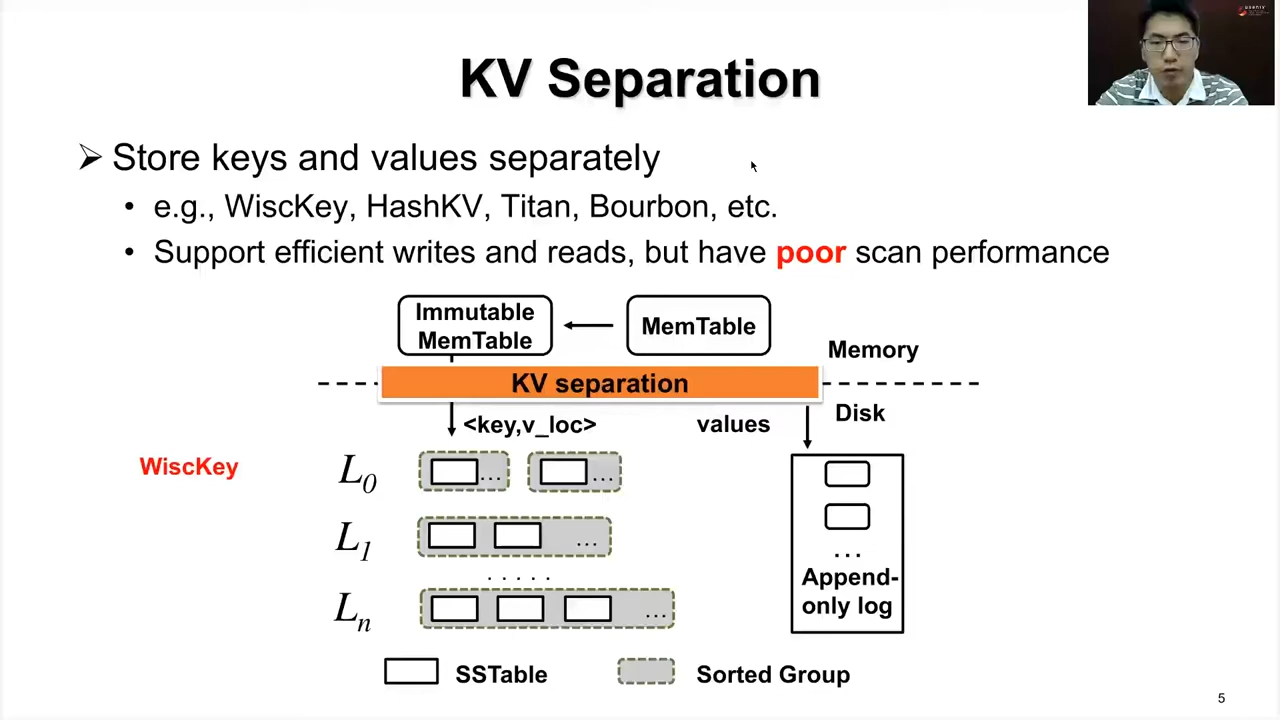 usenix
KV Separation
➢ Store keys and values separately
• e.g., WiscKey, HashKV, Titan, Bourbon, etc.
• Support efficient writes and reads, but have poor scan performance
Immutable
MemTable
MemTable
Memory
KV separation
Disk
<key,v_loc>
values
WiscKey
L0
...
...
L1
...
. . . . .
Ln
...
...
Append-
only log
SSTable
Sorted Group
5